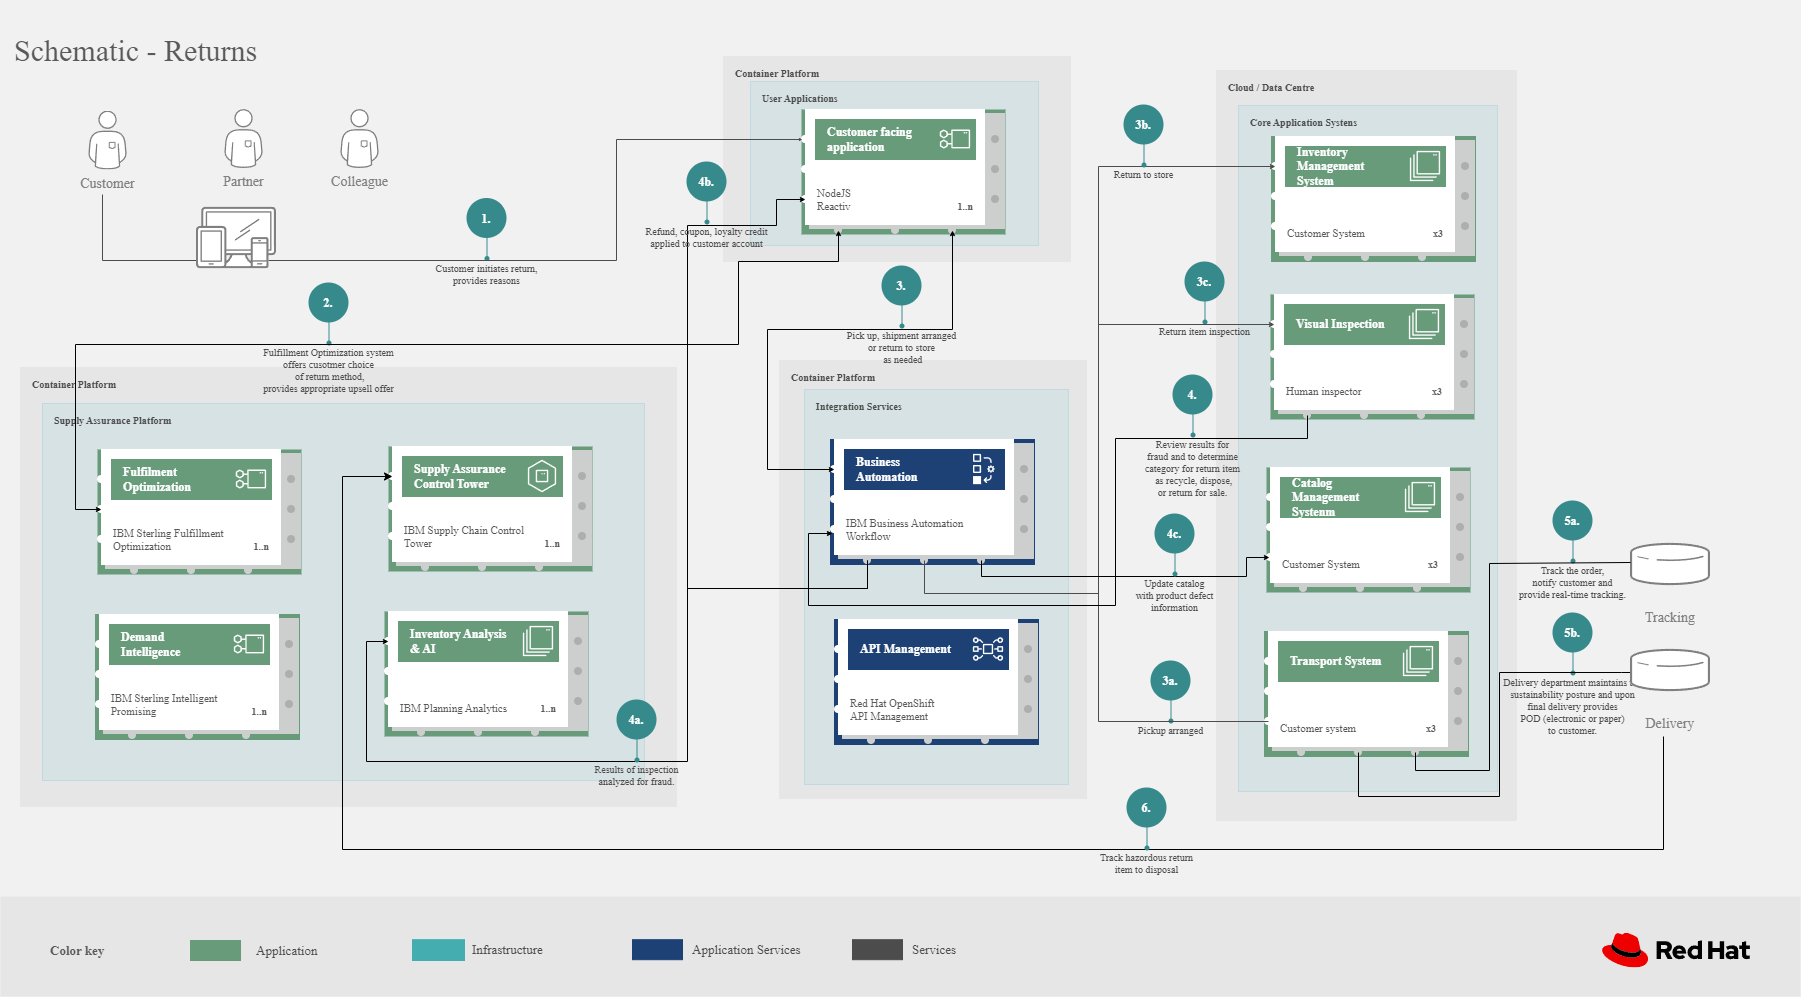 Schematic - Returns
Customer
Partner
Colleague
1.
Customer initiates return,
provides reasons
2.
Fulfillment Optimization system
offers cusotmer choice
of return method,
provides appropriate upsell offer
4b.
Refund, coupon, loyalty credit
applied to customer account
Container Platform
User Applications
Customer facing
application
NodeJS
Reactiv
1..n
3.
Pick up, shipment arranged
or return to store
as needed
Container Platform
Supply Assurance Platform
Fulfilment
Optimization
IBM Sterling Fulfillment
Optimization
1..n
Supply Assurance
Control Tower
IBM Supply Chain Control
Tower
1..n
Demand
Intelligence
IBM Sterling Intelligent
Promising
1..n
Inventory Analysis
& AI
IBM Planning Analytics
1..n
4a.
Results of inspection
analyzed for fraud.
Container Platform
Integration Services
Business
Automation
IBM Business Automation
Workflow
API Management
Red Hat OpenShift
API Management
3b.
Return to store
3c.
Return item inspection
4.
Review results for
fraud and to determine
category for return item
as recycle, dispose,
or return for sale.
4c.
Update catalog
with product defect
information
3a.
Pickup arranged
6.
Track hazordous return
item to disposal
Cloud / Data Centre
Core Application Systens
Inventory
Management
System
Customer System
x3
Visual Inspection
Human inspector
x3
Catalog
Management
Systenm
Customer System
x3
Transport System
Customer system
x3
5a.
Track the order,
notify customer and
provide real-time tracking.
Tracking
5b.
Delivery department maintains
sustainability posture and upon
final delivery provides
POD (electronic or paper)
to customer.
Delivery
Color key
Application
Infrastructure
Application Services
Services
Red Hat